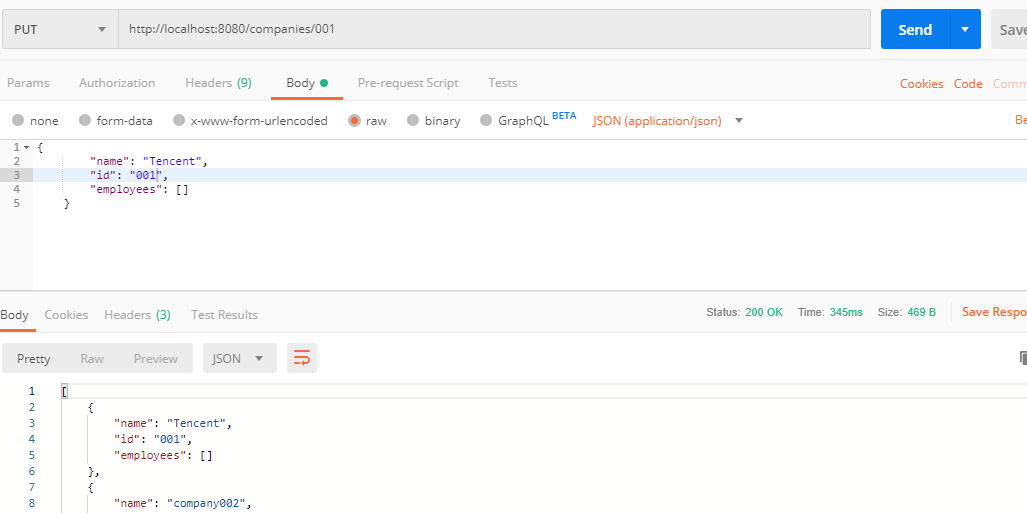 PUT http://localhost:8080/companies/001 Send Save
Params Authorization Headers (9) Body Pre-request Script Tests Cookies Code Comm
none form-data x-www-form-urlencoded raw binary GraphQL BETA JSON (application/json) Be
1 {
2 "name": "Tencent",
3 "id": "001",
4 "employees": []
5 }
Body Cookies Headers (3) Test Results Status: 200 OK Time: 345ms Size: 469 B Save Respo
Pretty Raw Preview JSON
1 [
2 {
3 "name": "Tencent",
4 "id": "001",
5 "employees": []
6 },
7 {
8 "name": "company002",